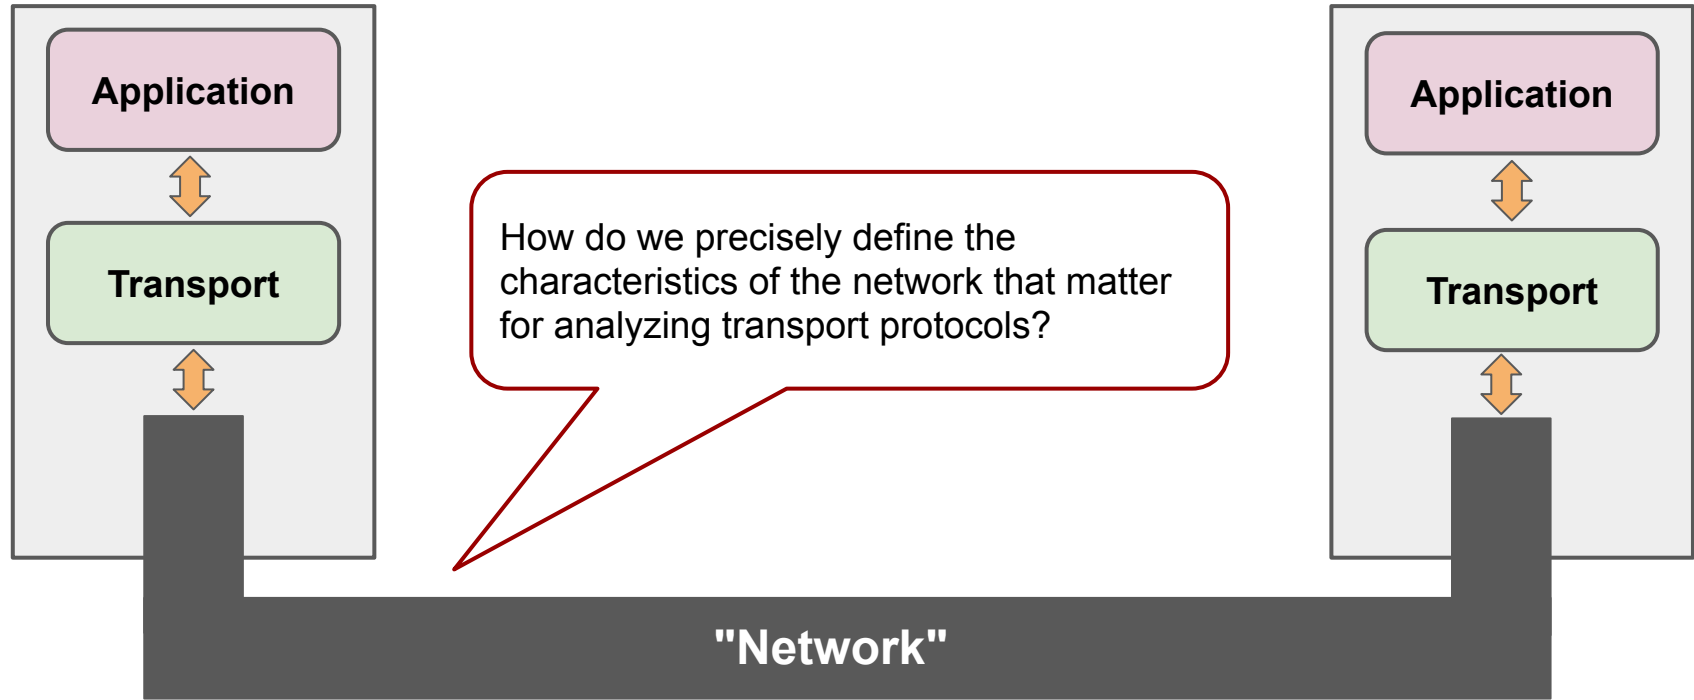 Application
Application
How do we precisely define the
characteristics of the network that matter
for analyzing transport protocols?
Transport
Transport
"Network"